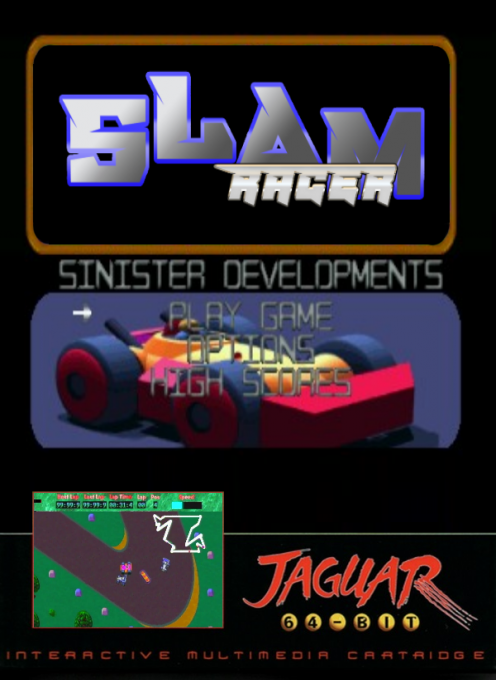 SLAM
RACER
SINISTER DEVELOPMENTS
PLAY GAME
OPTIONS
HIGH SCORES
JAGUAR
64-BIT
INTERACTIVE MULTIMEDIA CARTRIDGE